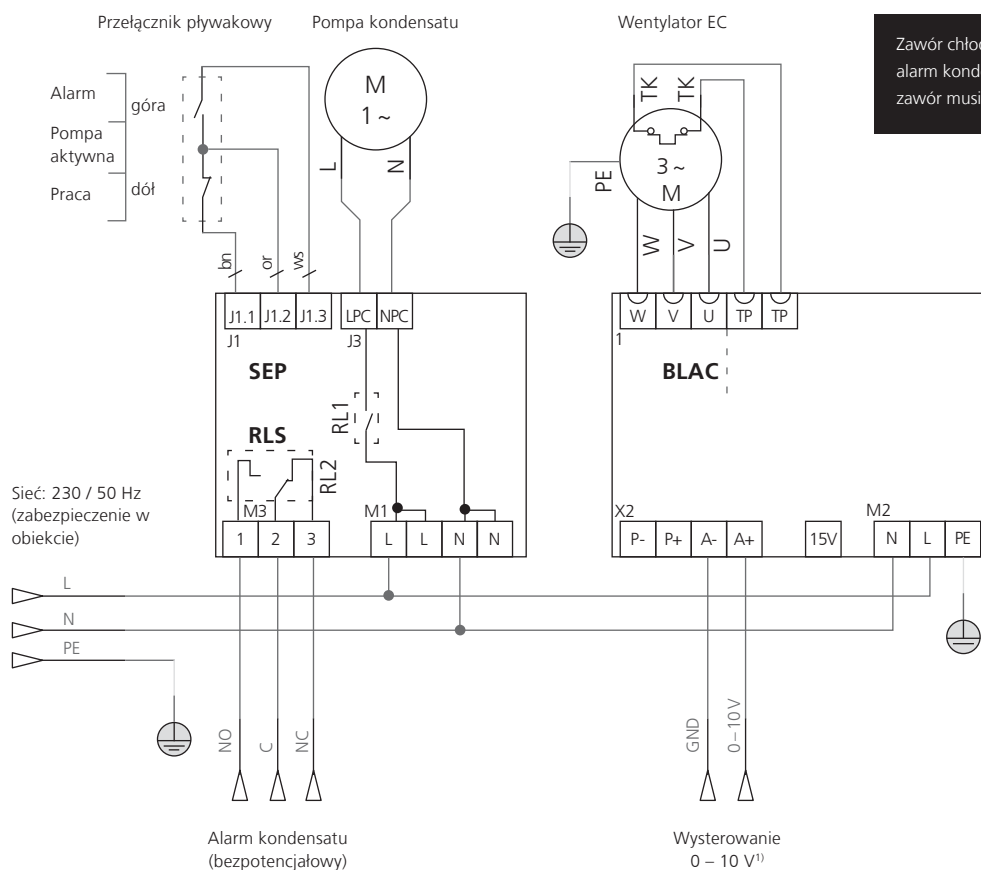 Przełącznik pływakowy
Pompa kondensatu
Wentylator EC
Zawór
alarm
zawór musi
Alarm
góra
Pompa
aktywna
Praca
dół
M
1 ~
L
N
TK
TK
PE
3 ~
M
W
V
U
bn
or
ws
J1.1
J1.2
J1.3
LPC
NPC
J1
J3
SEP
RL1
RLS
RL2
M3
M1
1
2
3
L
L
N
N
W
V
U
TP
TP
1
BLAC
X2
M2
P-
P+
A-
A+
15V
N
L
PE
Sieć: 230 / 50 Hz
(zabezpieczenie w
obiekcie)
L
N
PE
NO
C
NC
GND
0 – 10 V
Alarm kondensatu
(bezpotencjałowy)
Wysterowanie
0 – 10 V¹⁾